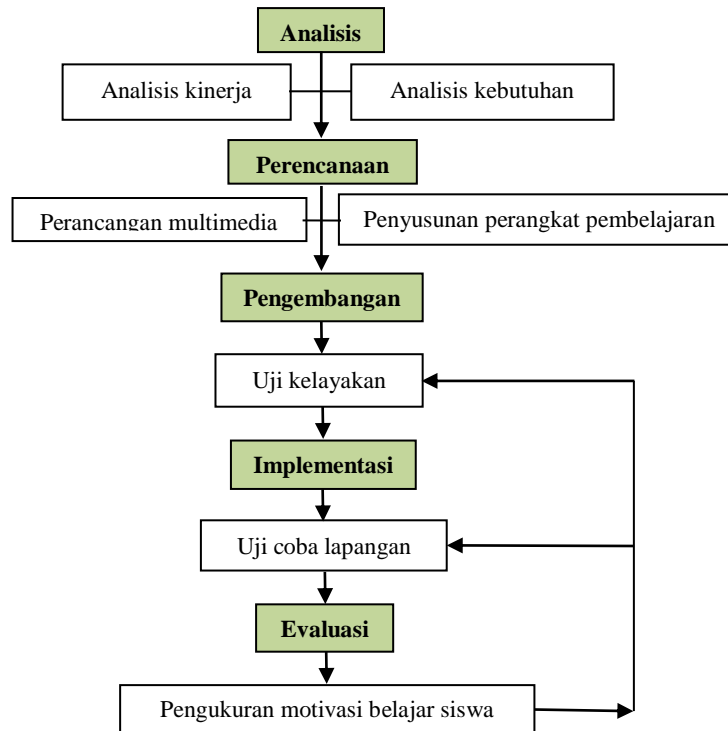 Analisis
Analisis kinerja
Analisis kebutuhan
Perencanaan
Perancangan multimedia
Penyusunan perangkat pembelajaran
Pengembangan
Uji kelayakan
Implementasi
Uji coba lapangan
Evaluasi
Pengukuran motivasi belajar siswa